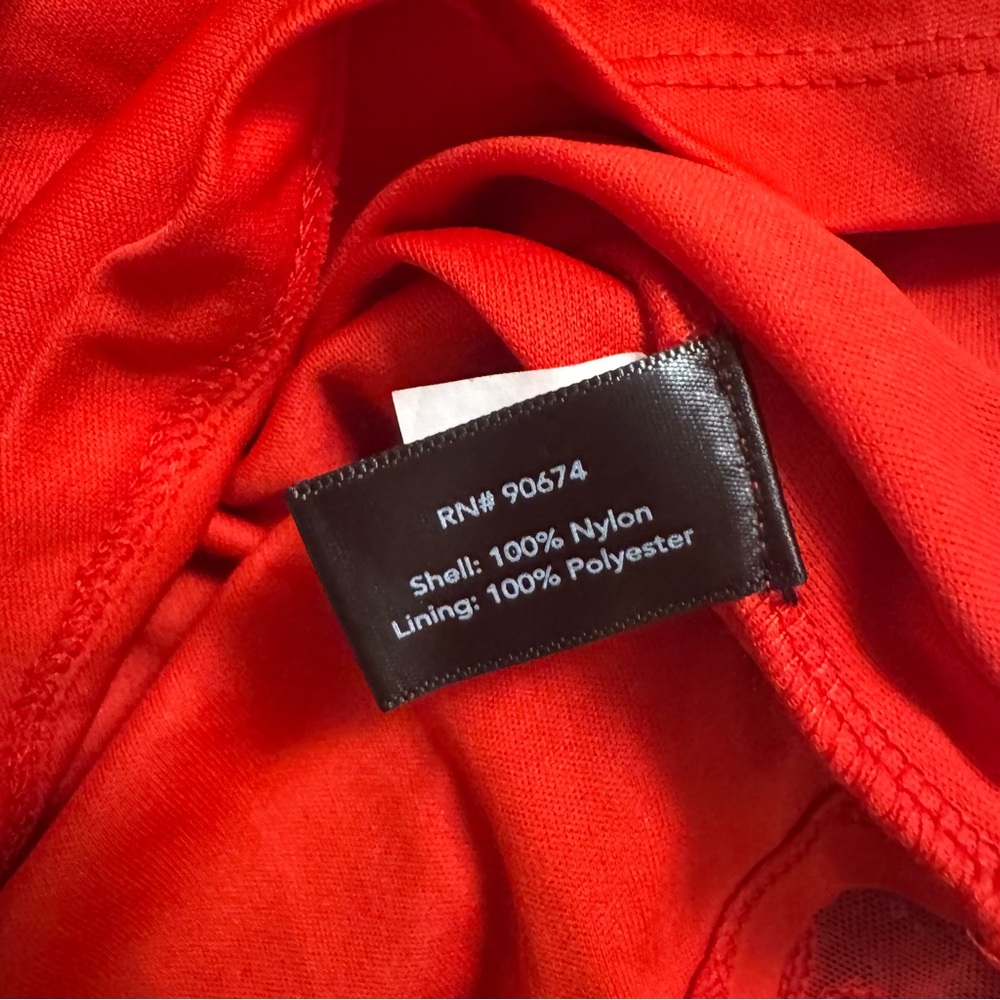 RN# 90674
Shell: 100% Nylon
Lining: 100% Polyester